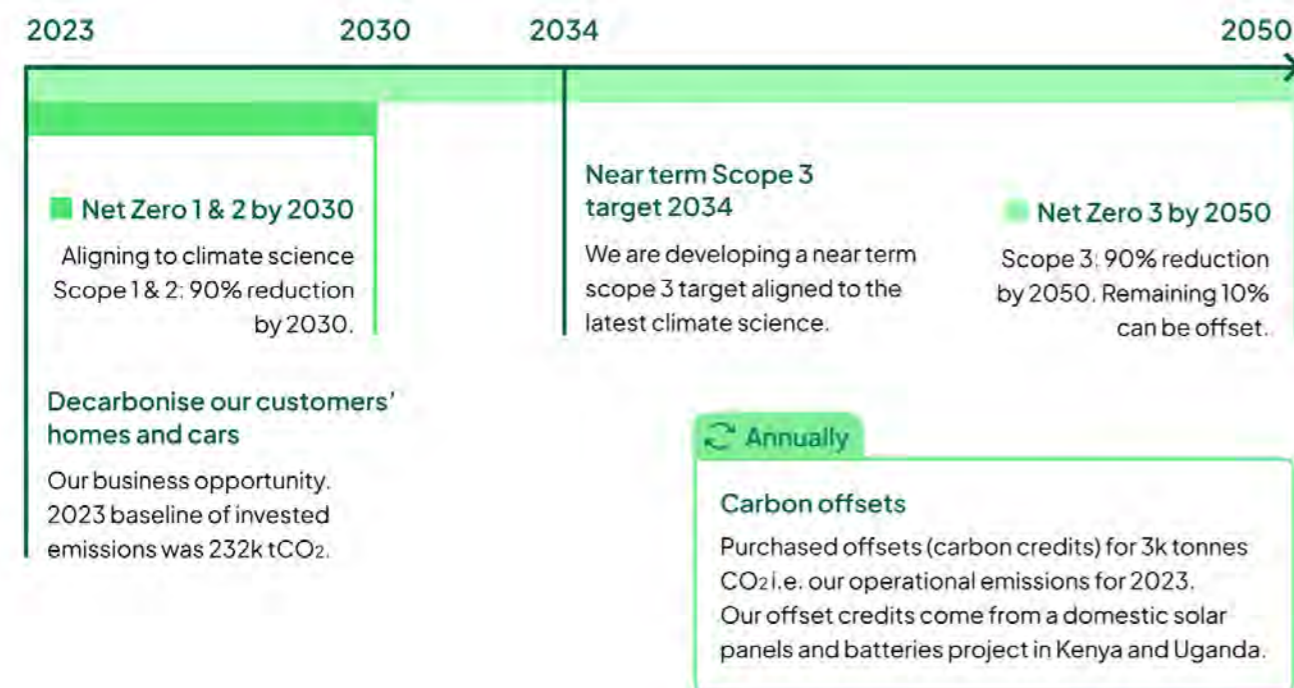 2023 2030 2034 2050
Net Zero 1 & 2 by 2030
Aligning to climate science
Scope 1 & 2: 90% reduction
by 2030.
Decarbonise our customers’
homes and cars
Our business opportunity.
2023 baseline of invested
emissions was 232k tCO₂.
Near term Scope 3
target 2034
We are developing a near term
scope 3 target aligned to the
latest climate science.
Net Zero 3 by 2050
Scope 3: 90% reduction
by 2050. Remaining 10%
can be offset.
Annually
Carbon offsets
Purchased offsets (carbon credits) for 3k tonnes
CO₂ i.e. our operational emissions for 2023.
Our offset credits come from a domestic solar
panels and batteries project in Kenya and Uganda.